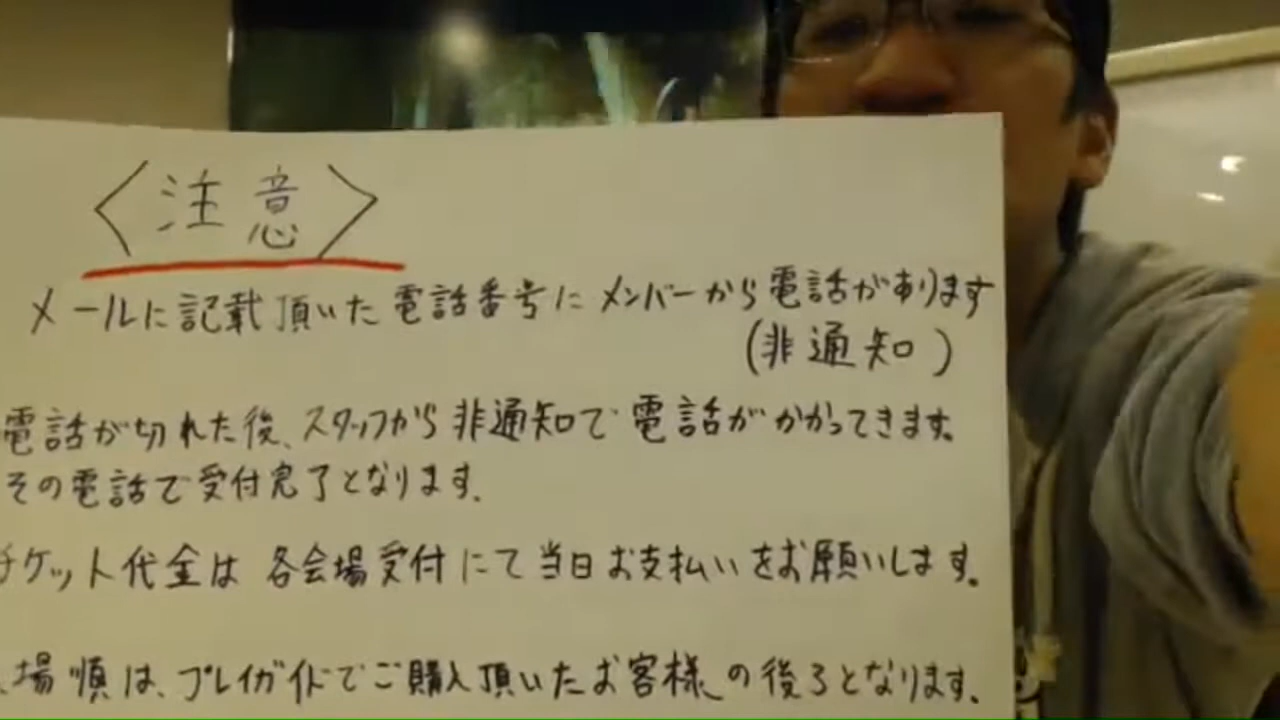 〈注意〉
メールに記載頂いた電話番号にメンバーから電話があります
(非通知)
電話が切れた後、スタッフから非通知で電話がかかってきます。
その電話で受付完了となります。
チケット代金は各会場受付にて当日お支払いをお願いします。
場順は、プレイガイドでご購入頂いたお客様の後ろとなります。